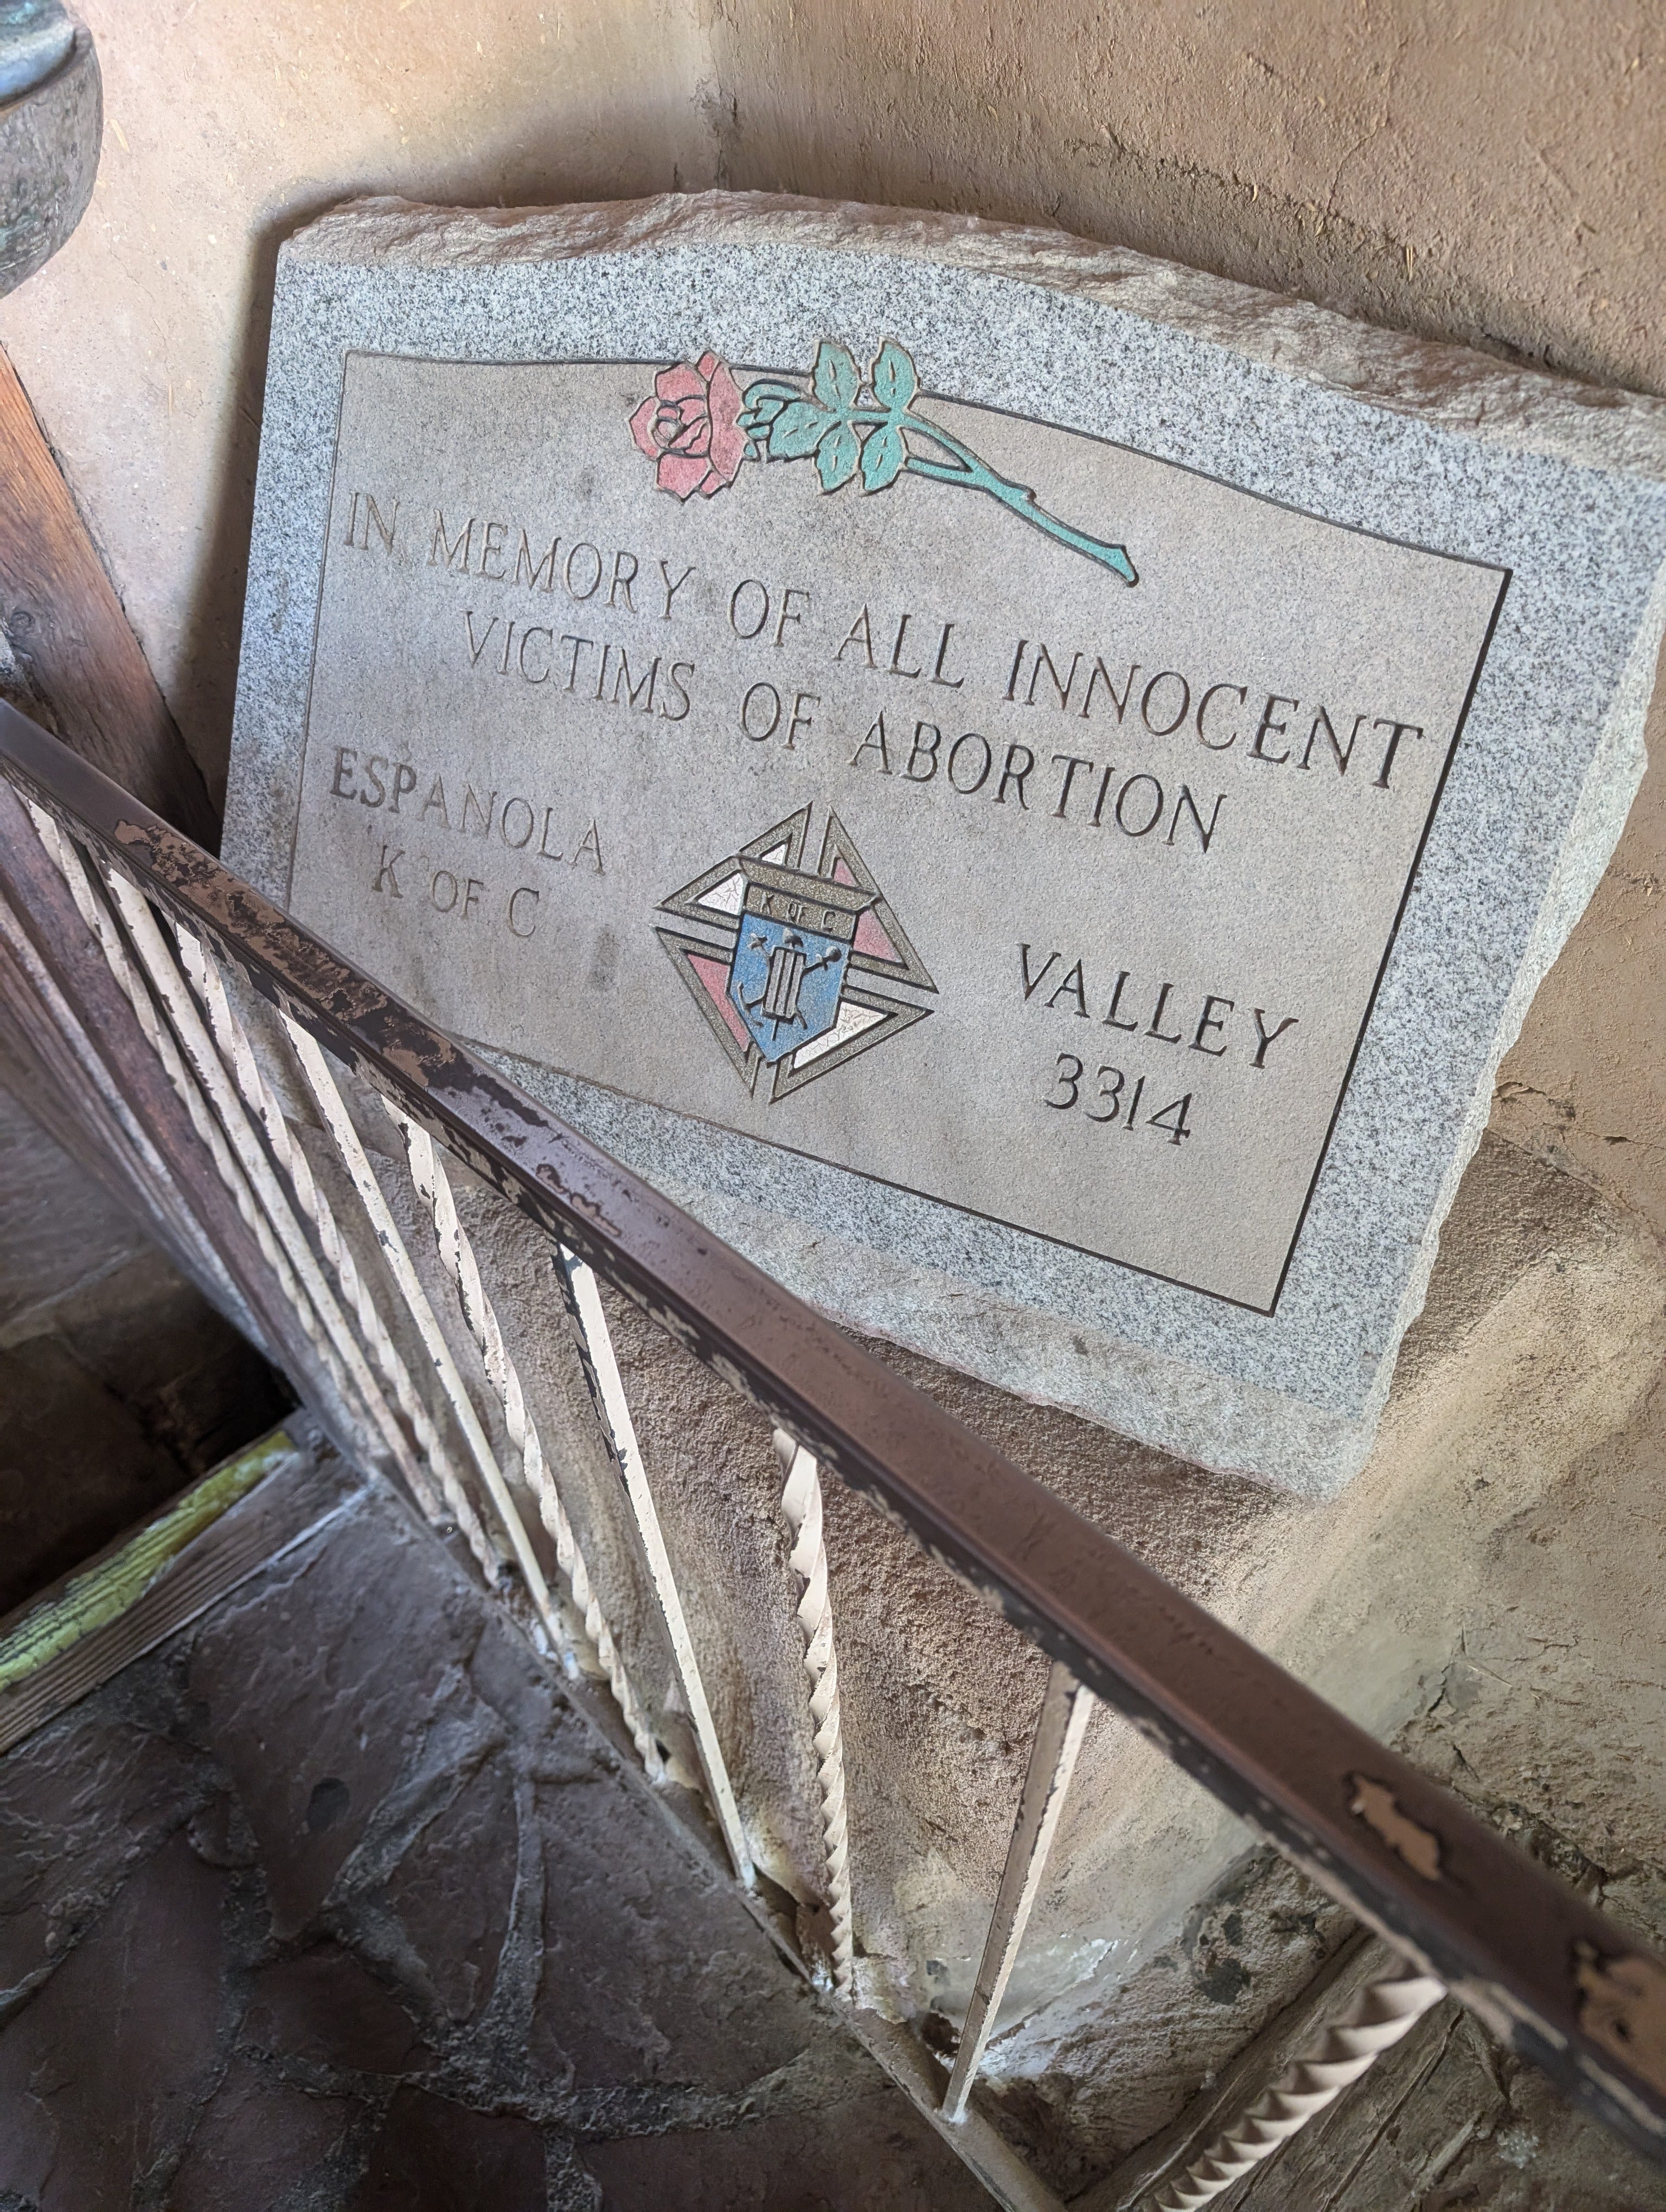 IN MEMORY OF ALL INNOCENT
VICTIMS OF ABORTION
ESPANOLA VALLEY
K OF C 3314
K OF C